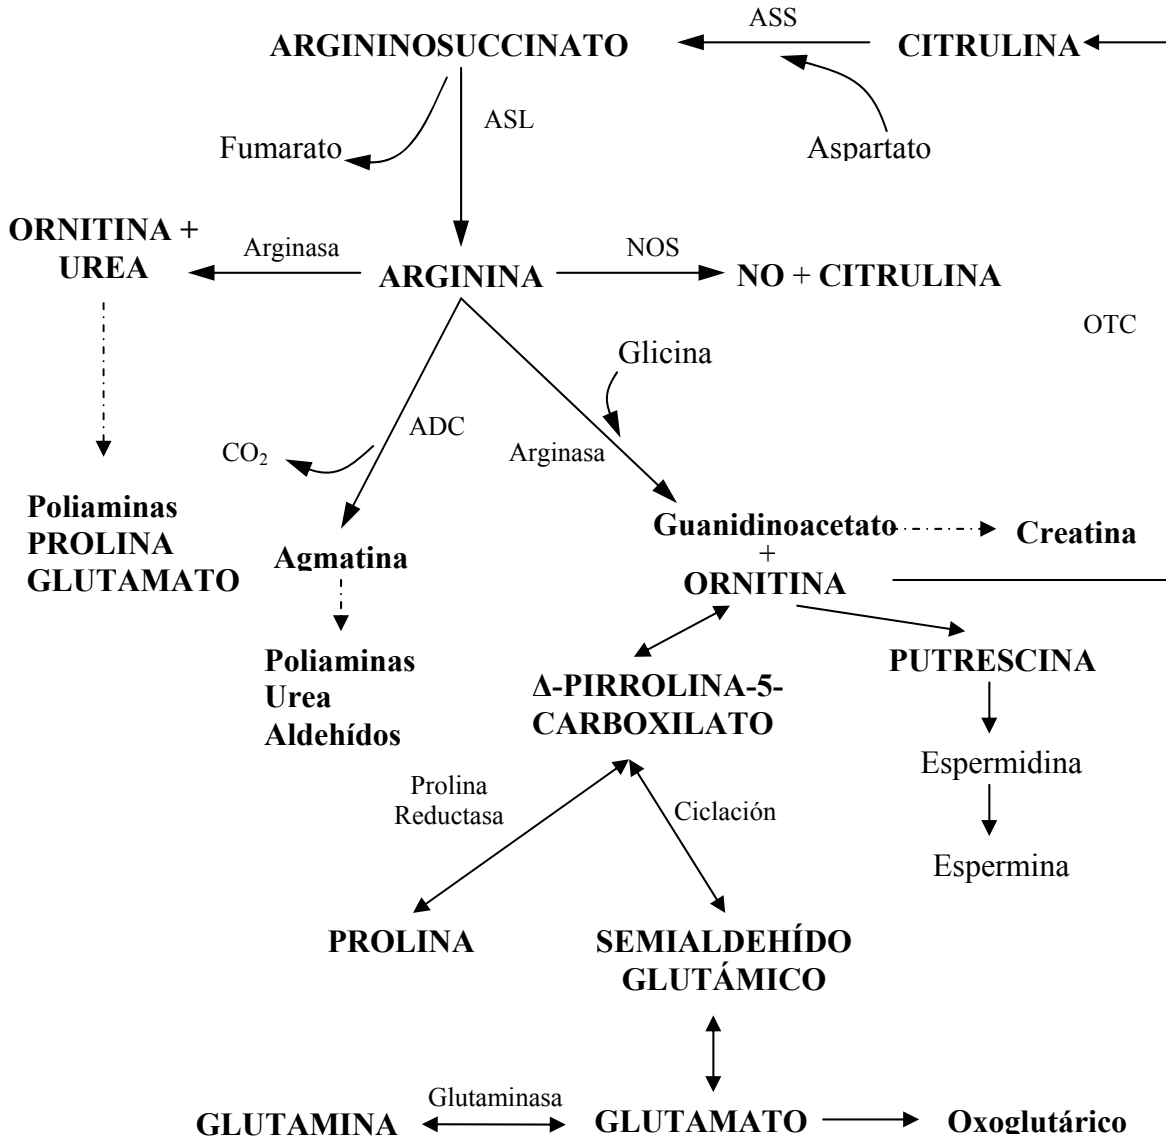 ASS
ARGININOSUCCINATO
CITRULINA
ASL
Fumarato
Aspartato
ORNITINA +
UREA
Arginasa
ARGININA
NOS
NO + CITRULINA
OTC
Glicina
ADC
CO₂
Arginasa
Poliaminas
PROLINA
GLUTAMATO
Agmatina
Guanidinoacetato
+
ORNITINA
Creatina
Poliaminas
Urea
Aldehídos
Δ-PIRROLINA-5-
CARBOXILATO
PUTRESCINA
Espermidina
Espermina
Prolina
Reductasa
Ciclación
PROLINA
SEMIALDEHÍDO
GLUTÁMICO
GLUTAMINA
Glutaminasa
GLUTAMATO
Oxoglutárico